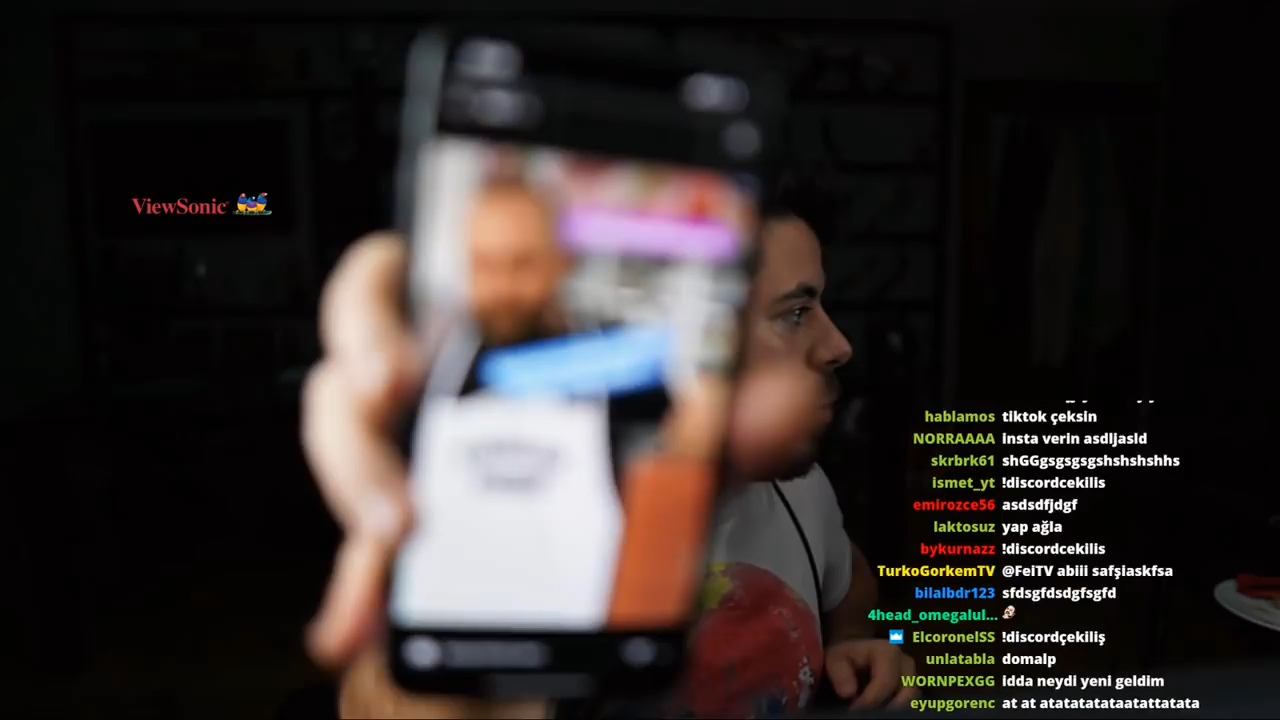 ViewSonic
hablamos tiktok çeksin
NORRAAAA insta verin asdljasld
skrbrk61 shGGgsgsgsgshshshshhs
ismet_yt !discordcekilis
emirozce56 asdsdfjdgf
laktosuz yap ağla
bykurnazz !discordcekilis
TurkoGorkemTV @FeiTV abiii safşiaskfsa
bilalbdr123 sfdsgfdsdgfsgfd
4head_omegalul...
ElcoronelSS !discordçekiliş
unlatabla domalp
WORNPEXGG idda neydi yeni geldim
eyupgorenc at at atatatatataatattatata